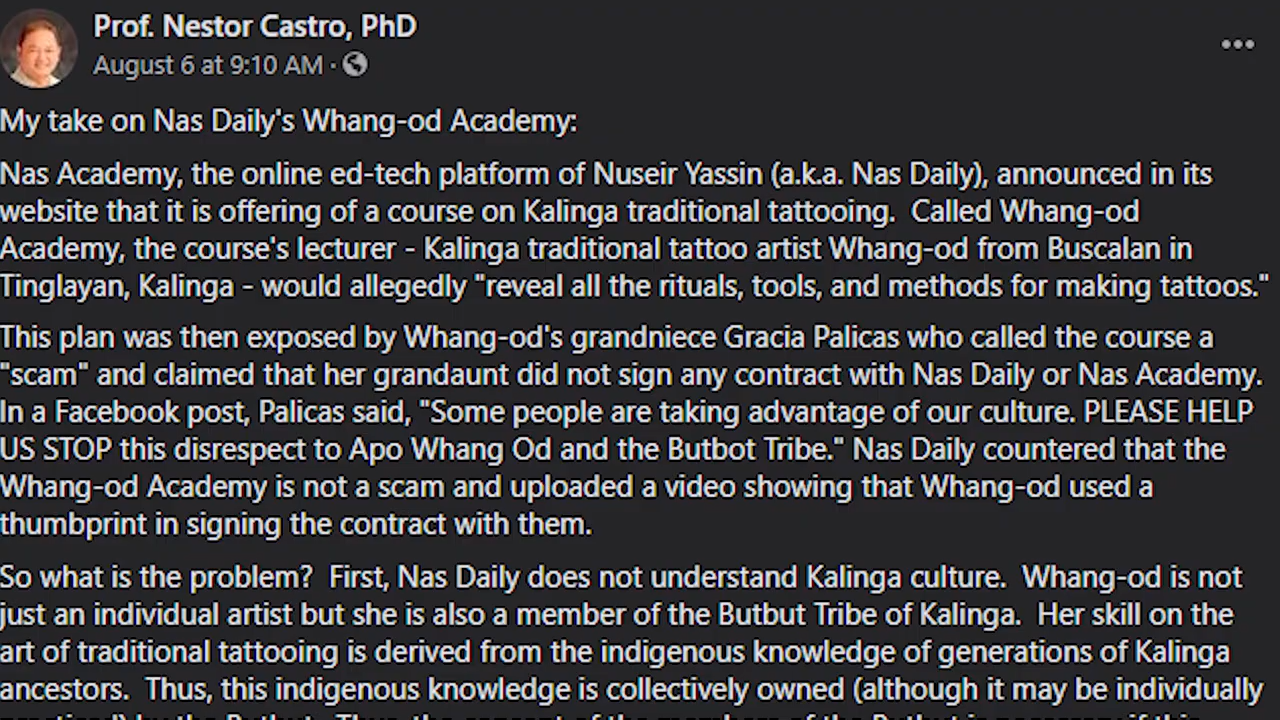 Prof. Nestor Castro, PhD
August 6 at 9:10 AM ·
My take on Nas Daily's Whang-od Academy:
Nas Academy, the online ed-tech platform of Nuseir Yassin (a.k.a. Nas Daily), announced in its
website that it is offering of a course on Kalinga traditional tattooing.  Called Whang-od
Academy, the course's lecturer - Kalinga traditional tattoo artist Whang-od from Buscalan in
Tinglayan, Kalinga - would allegedly "reveal all the rituals, tools, and methods for making tattoos."
This plan was then exposed by Whang-od's grandniece Gracia Palicas who called the course a
"scam" and claimed that her grandaunt did not sign any contract with Nas Daily or Nas Academy.
In a Facebook post, Palicas said, "Some people are taking advantage of our culture. PLEASE HELP
US STOP this disrespect to Apo Whang Od and the Butbot Tribe." Nas Daily countered that the
Whang-od Academy is not a scam and uploaded a video showing that Whang-od used a
thumbprint in signing the contract with them.
So what is the problem?  First, Nas Daily does not understand Kalinga culture.  Whang-od is not
just an individual artist but she is also a member of the Butbut Tribe of Kalinga.  Her skill on the
art of traditional tattooing is derived from the indigenous knowledge of generations of Kalinga
ancestors.  Thus, this indigenous knowledge is collectively owned (although it may be individually